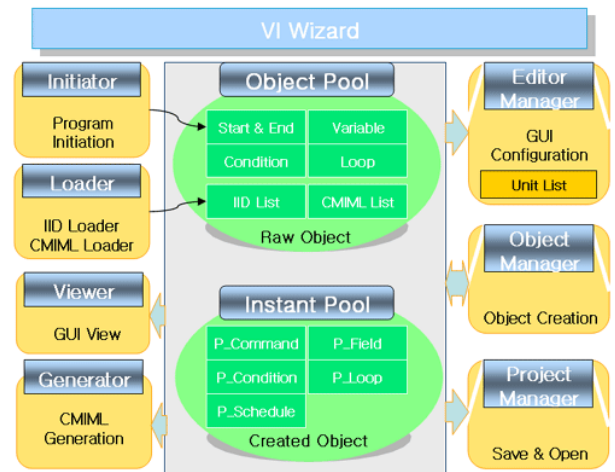 VI Wizard
Initiator
Program
Initiation
Loader
IID Loader
CMIML Loader
Viewer
GUI View
Generator
CMIML
Generation
Object Pool
Start & End
Variable
Condition
Loop
IID List
CMIML List
Raw Object
Instant Pool
P_Command
P_Field
P_Condition
P_Loop
P_Schedule
Created Object
Editor
Manager
GUI
Configuration
Unit List
Object
Manager
Object Creation
Project
Manager
Save & Open